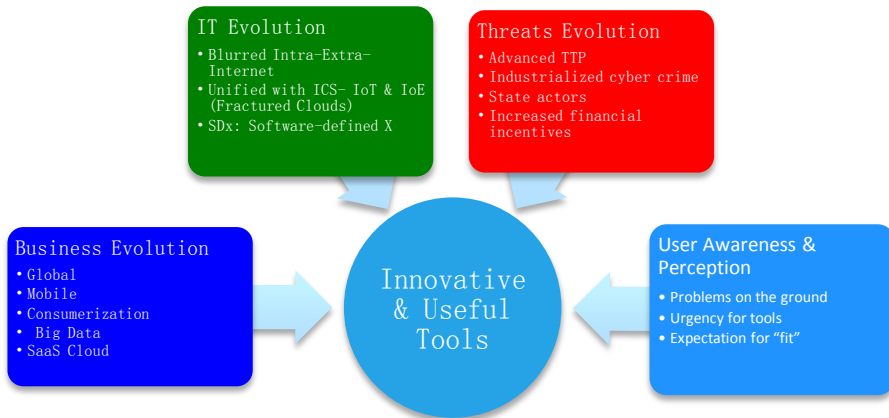 IT Evolution
• Blurred Intra-Extra-
Internet
• Unified with ICS- IoT & IoE
(Fractured Clouds)
• SDx: Software-defined X
Threats Evolution
• Advanced TTP
• Industrialized cyber crime
• State actors
• Increased financial
incentives
Business Evolution
• Global
• Mobile
• Consumerization
• Big Data
• SaaS Cloud
Innovative
& Useful
Tools
User Awareness &
Perception
• Problems on the ground
• Urgency for tools
• Expectation for “fit”